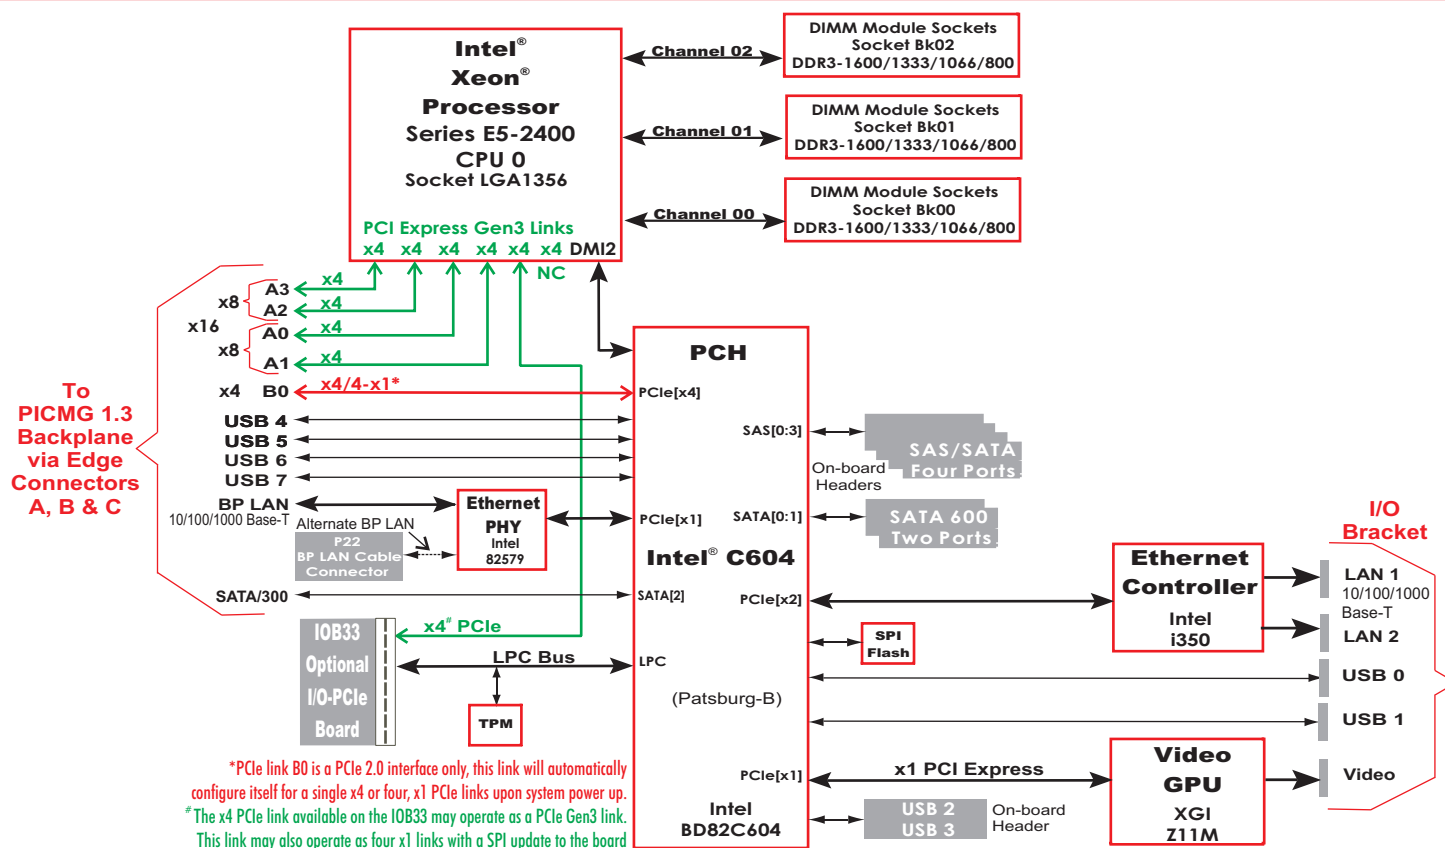 Intel®
Xeon®
Processor
Series E5-2400
CPU 0
Socket LGA1356
PCI Express Gen3 Links
x4 x4 x4 x4 x4 x4 DMI2
NC
Channel 02
DIMM Module Sockets
Socket Bk02
DDR3-1600/1333/1066/800
Channel 01
DIMM Module Sockets
Socket Bk01
DDR3-1600/1333/1066/800
Channel 00
DIMM Module Sockets
Socket Bk00
DDR3-1600/1333/1066/800
To
PICMG 1.3
Backplane
via Edge
Connectors
A, B & C
x16
x8
A3 x4
A2 x4
x8
A0 x4
A1 x4
x4 B0 x4/4-x1*
USB 4
USB 5
USB 6
USB 7
BP LAN
10/100/1000 Base-T
Alternate BP LAN
P22
BP LAN Cable
Connector
Ethernet
PHY
Intel
82579
SATA/300
IOB33
Optional
I/O-PCIe
Board
x4# PCIe
LPC Bus
TPM
PCH
PCIe[x4]
SAS[0:3]
PCIe[x1]
SATA[0:1]
Intel® C604
SATA[2]
PCIe[x2]
LPC
(Patsburg-B)
PCIe[x1]
Intel
BD82C604
SAS/SATA
Four Ports
On-board
Headers
SATA 600
Two Ports
SPI
Flash
Ethernet
Controller
Intel
i350
x1 PCI Express
Video
GPU
XGI
Z11M
USB 2
USB 3
On-board
Header
I/O
Bracket
LAN 1
10/100/1000
Base-T
LAN 2
USB 0
USB 1
Video
*PCIe link B0 is a PCIe 2.0 interface only, this link will automatically
configure itself for a single x4 or four, x1 PCIe links upon system power up.
# The x4 PCIe link available on the IOB33 may operate as a PCIe Gen3 link.
This link may also operate as four x1 links with a SPI update to the board